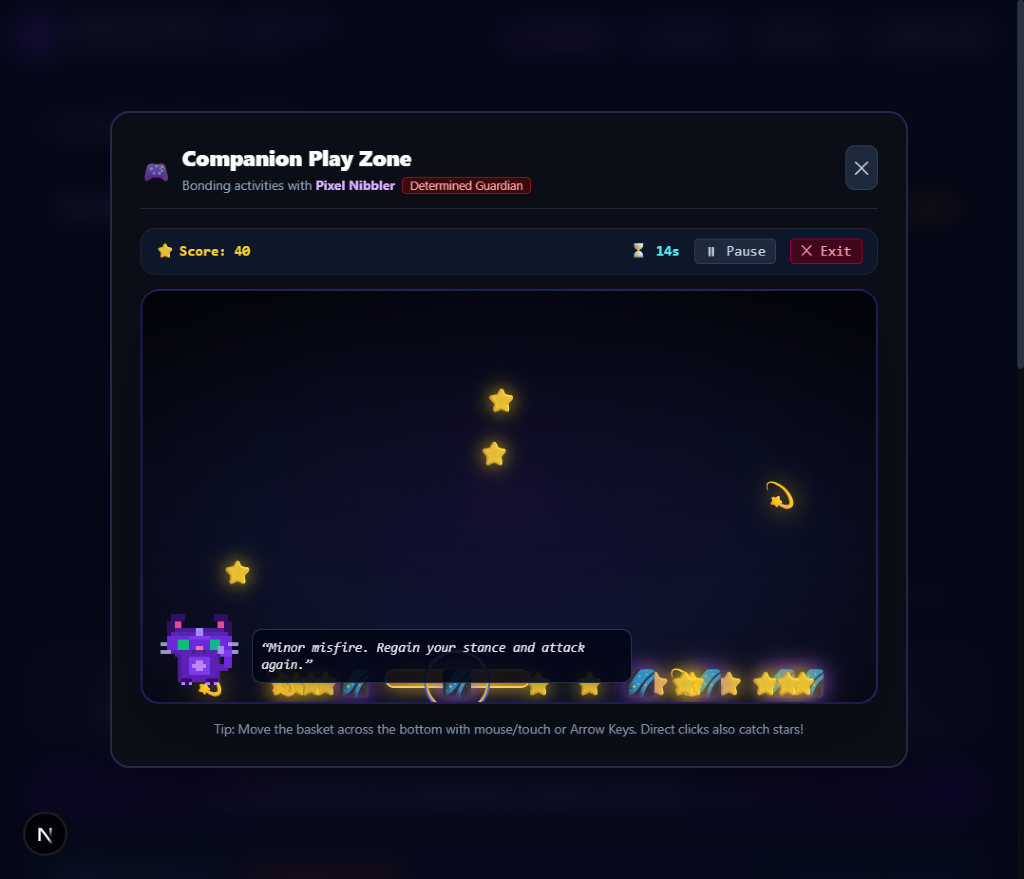 Companion Play Zone
Bonding activities with Pixel Nibbler Determined Guardian
Score: 40
14s
Pause
Exit
“Minor misfire. Regain your stance and attack
again.”
Tip: Move the basket across the bottom with mouse/touch or Arrow Keys. Direct clicks also catch stars!
N